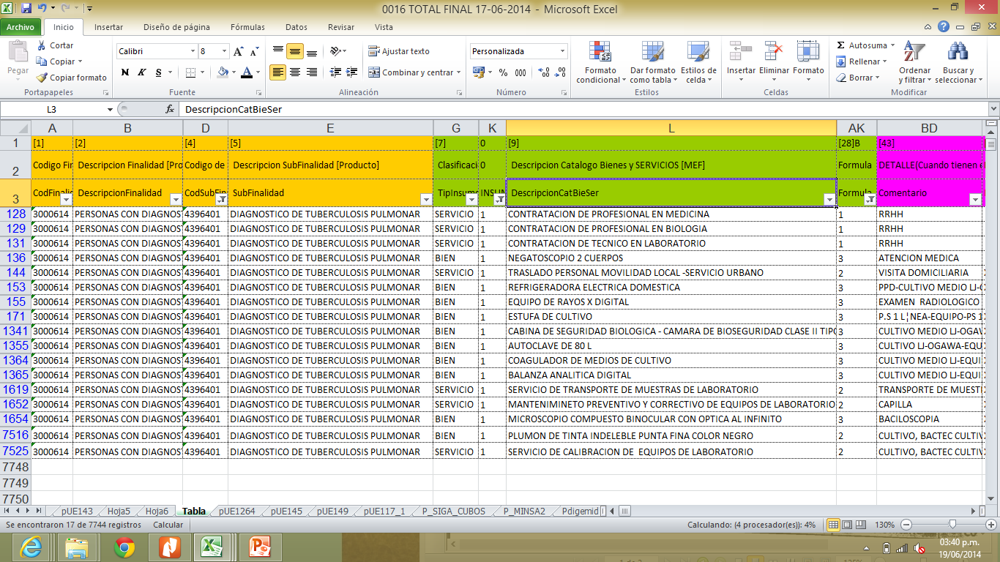 0016 TOTAL FINAL 17-06-2014 - Microsoft Excel
Archivo Inicio Insertar Diseño de página Fórmulas Datos Revisar Vista
Pegar Cortar Copiar Copiar formato
Calibri 8 N K S A A A
Ajustar texto Combinar y centrar
Personalizada % 000
Formato condicional Dar formato como tabla Estilos de celda
Insertar Eliminar Formato
Σ Autosuma Rellenar Borrar Ordenar y filtrar Buscar y seleccionar
Portapapeles Fuente Alineación Número Estilos Celdas Modificar
L3 fx DescripcionCatBieSer
A B D E G K L AK BD
1 [1] [2] [4] [5] [7] 0 [9] [28]B [43]
2 Codigo Fin Descripcion Finalidad [Pro Codigo de Descripcion SubFinalidad [Producto] Clasificaci 0 Descripcion Catalogo Bienes y SERVICIOS [MEF] Formula DETALLE(Cuando tienen
3 CodFinali DescripcionFinalidad CodSubFin SubFinalidad TipInsum INSUM DescripcionCatBieSer Formula Comentario
128 3000614 PERSONAS CON DIAGNOS 4396401 DIAGNOSTICO DE TUBERCULOSIS PULMONAR SERVICIO 1 CONTRATACION DE PROFESIONAL EN MEDICINA 1 RRHH
129 3000614 PERSONAS CON DIAGNOS 4396401 DIAGNOSTICO DE TUBERCULOSIS PULMONAR SERVICIO 1 CONTRATACION DE PROFESIONAL EN BIOLOGIA 1 RRHH
131 3000614 PERSONAS CON DIAGNOS 4396401 DIAGNOSTICO DE TUBERCULOSIS PULMONAR SERVICIO 1 CONTRATACION DE TECNICO EN LABORATORIO 1 RRHH
136 3000614 PERSONAS CON DIAGNOS 4396401 DIAGNOSTICO DE TUBERCULOSIS PULMONAR BIEN 1 NEGATOSCOPIO 2 CUERPOS 3 ATENCION MEDICA
144 3000614 PERSONAS CON DIAGNOS 4396401 DIAGNOSTICO DE TUBERCULOSIS PULMONAR SERVICIO 1 TRASLADO PERSONAL MOVILIDAD LOCAL -SERVICIO URBANO 2 VISITA DOMICILIARIA
153 3000614 PERSONAS CON DIAGNOS 4396401 DIAGNOSTICO DE TUBERCULOSIS PULMONAR BIEN 1 REFRIGERADORA ELECTRICA DOMESTICA 3 PPD-CULTIVO MEDIO LJ-
155 3000614 PERSONAS CON DIAGNOS 4396401 DIAGNOSTICO DE TUBERCULOSIS PULMONAR BIEN 1 EQUIPO DE RAYOS X DIGITAL 3 EXAMEN RADIOLOGICO
171 3000614 PERSONAS CON DIAGNOS 4396401 DIAGNOSTICO DE TUBERCULOSIS PULMONAR BIEN 1 ESTUFA DE CULTIVO 3 P.S 1 L¦NEA-EQUIPO-PS 1
1341 3000614 PERSONAS CON DIAGNOS 4396401 DIAGNOSTICO DE TUBERCULOSIS PULMONAR BIEN 1 CABINA DE SEGURIDAD BIOLOGICA - CAMARA DE BIOSEGURIDAD CLASE II TIPO 3 CULTIVO MEDIO LJ-OGAW
1355 3000614 PERSONAS CON DIAGNOS 4396401 DIAGNOSTICO DE TUBERCULOSIS PULMONAR BIEN 1 AUTOCLAVE DE 80 L 3 CULTIVO LJ-OGAWA-EQU
1364 3000614 PERSONAS CON DIAGNOS 4396401 DIAGNOSTICO DE TUBERCULOSIS PULMONAR BIEN 1 COAGULADOR DE MEDIOS DE CULTIVO 3 CULTIVO MEDIO LJ-EQUI
1365 3000614 PERSONAS CON DIAGNOS 4396401 DIAGNOSTICO DE TUBERCULOSIS PULMONAR BIEN 1 BALANZA ANALITICA DIGITAL 3 CULTIVO MEDIO LJ-EQUI
1619 3000614 PERSONAS CON DIAGNOS 4396401 DIAGNOSTICO DE TUBERCULOSIS PULMONAR SERVICIO 1 SERVICIO DE TRANSPORTE DE MUESTRAS DE LABORATORIO 2 TRANSPORTE DE MUEST
1652 3000614 PERSONAS CON DIAGNOS 4396401 DIAGNOSTICO DE TUBERCULOSIS PULMONAR SERVICIO 1 MANTENIMINETO PREVENTIVO Y CORRECTIVO DE EQUIPOS DE LABORATORIO 2 CAPILLA
1654 3000614 PERSONAS CON DIAGNOS 4396401 DIAGNOSTICO DE TUBERCULOSIS PULMONAR BIEN 1 MICROSCOPIO COMPUESTO BINOCULAR CON OPTICA AL INFINITO 3 BACILOSCOPIA
7516 3000614 PERSONAS CON DIAGNOS 4396401 DIAGNOSTICO DE TUBERCULOSIS PULMONAR BIEN 1 PLUMON DE TINTA INDELEBLE PUNTA FINA COLOR NEGRO 2 CULTIVO, BACTEC CULTIV
7525 3000614 PERSONAS CON DIAGNOS 4396401 DIAGNOSTICO DE TUBERCULOSIS PULMONAR SERVICIO 1 SERVICIO DE CALIBRACION DE EQUIPOS DE LABORATORIO 2 CULTIVO, BACTEC CULTIV
7748
7749
7750
pUE143 Hoja5 Hoja6 Tabla pUE1264 pUE145 pUE149 pUE117_1 P_SIGA_CUBOS P_MINSA2 Pdigemid
Se encontraron 17 de 7744 registros Calcular Calculando: (4 procesador(es)): 4% 130%
03:40 p.m.
19/06/2014